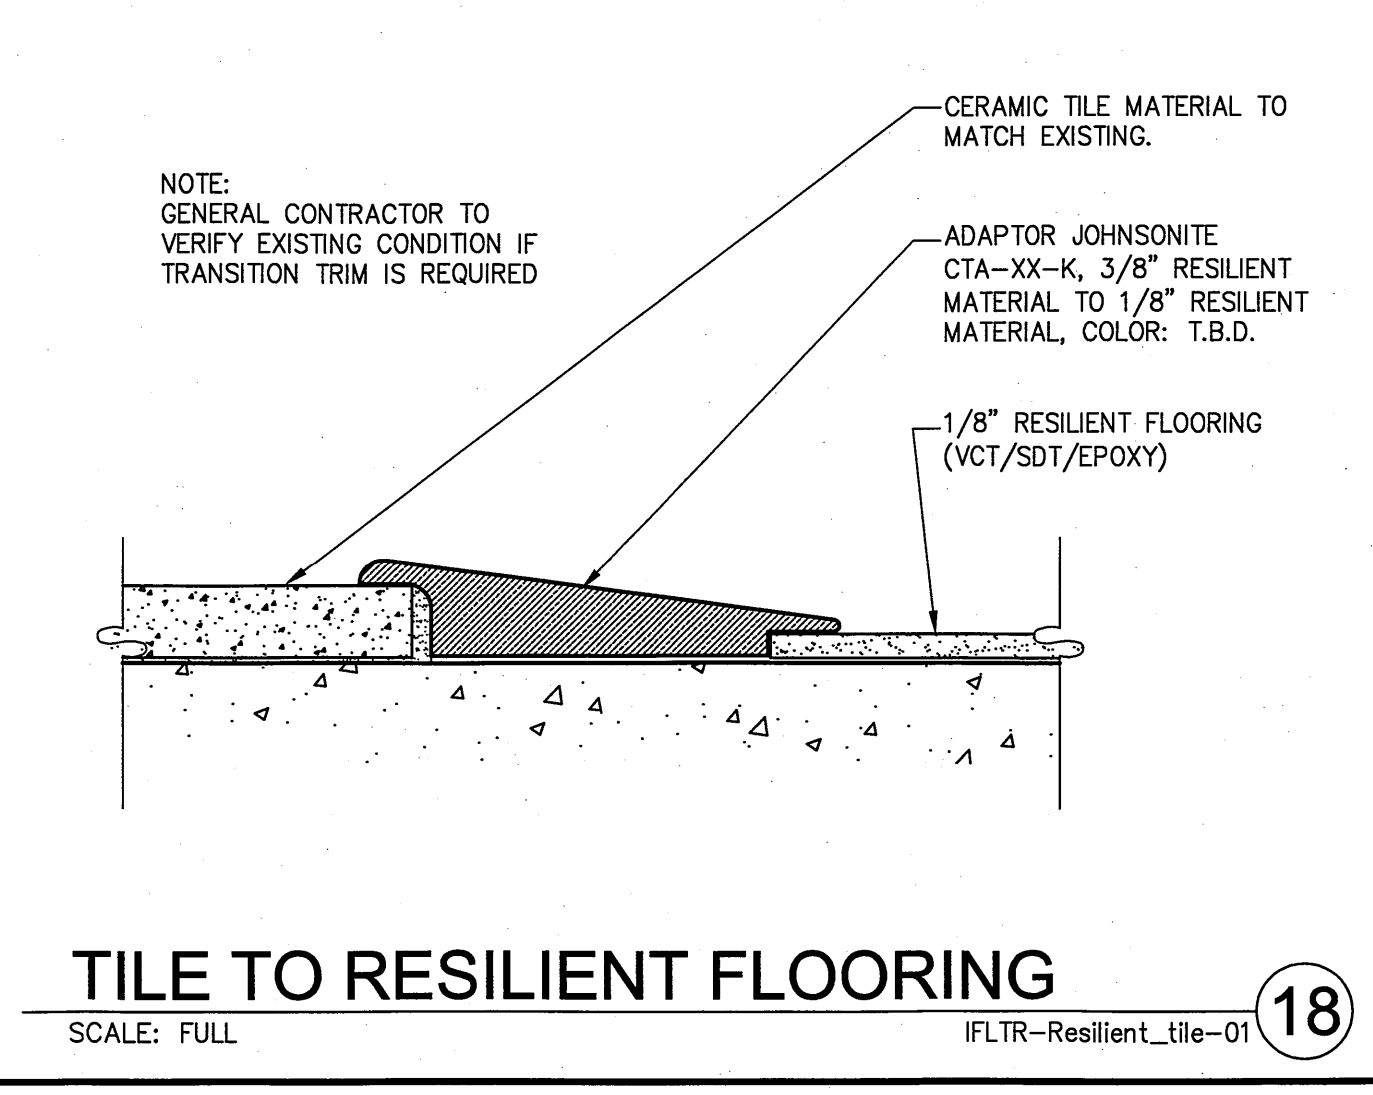 CERAMIC TILE MATERIAL TO
MATCH EXISTING.
NOTE:
GENERAL CONTRACTOR TO
VERIFY EXISTING CONDITION IF
TRANSITION TRIM IS REQUIRED
ADAPTOR JOHNSONITE
CTA-XX-K, 3/8" RESILIENT
MATERIAL TO 1/8" RESILIENT
MATERIAL, COLOR: T.B.D.
1/8" RESILIENT FLOORING
(VCT/SDT/EPOXY)
TILE TO RESILIENT FLOORING
SCALE: FULL
IFLTR-Resilient_tile-01
18